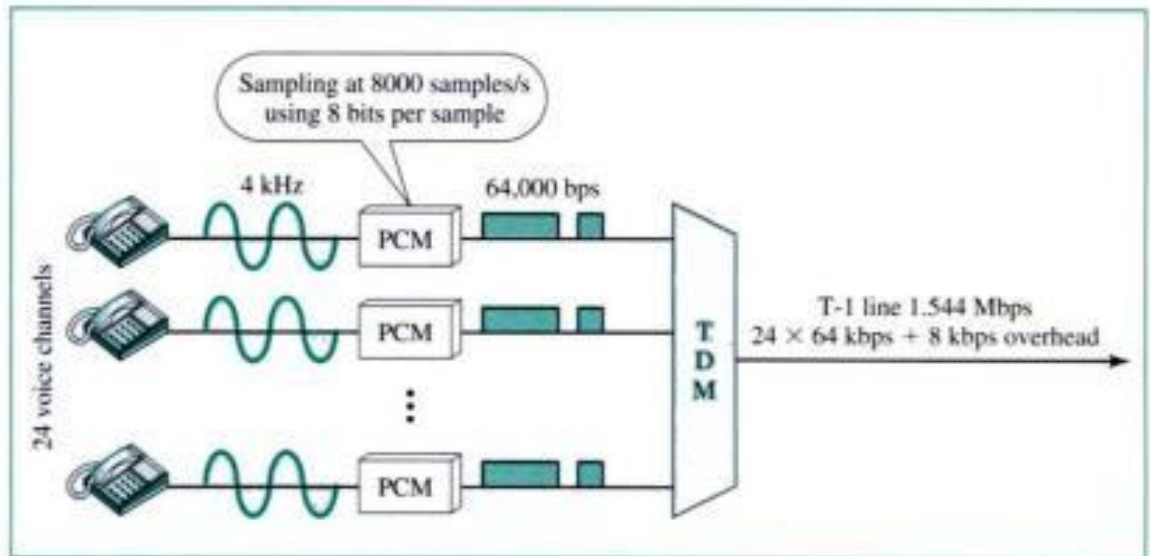 Sampling at 8000 samples/s
using 8 bits per sample
4 kHz
64,000 bps
PCM
PCM
PCM
24 voice channels
T
D
M
T-1 line 1.544 Mbps
24 × 64 kbps + 8 kbps overhead